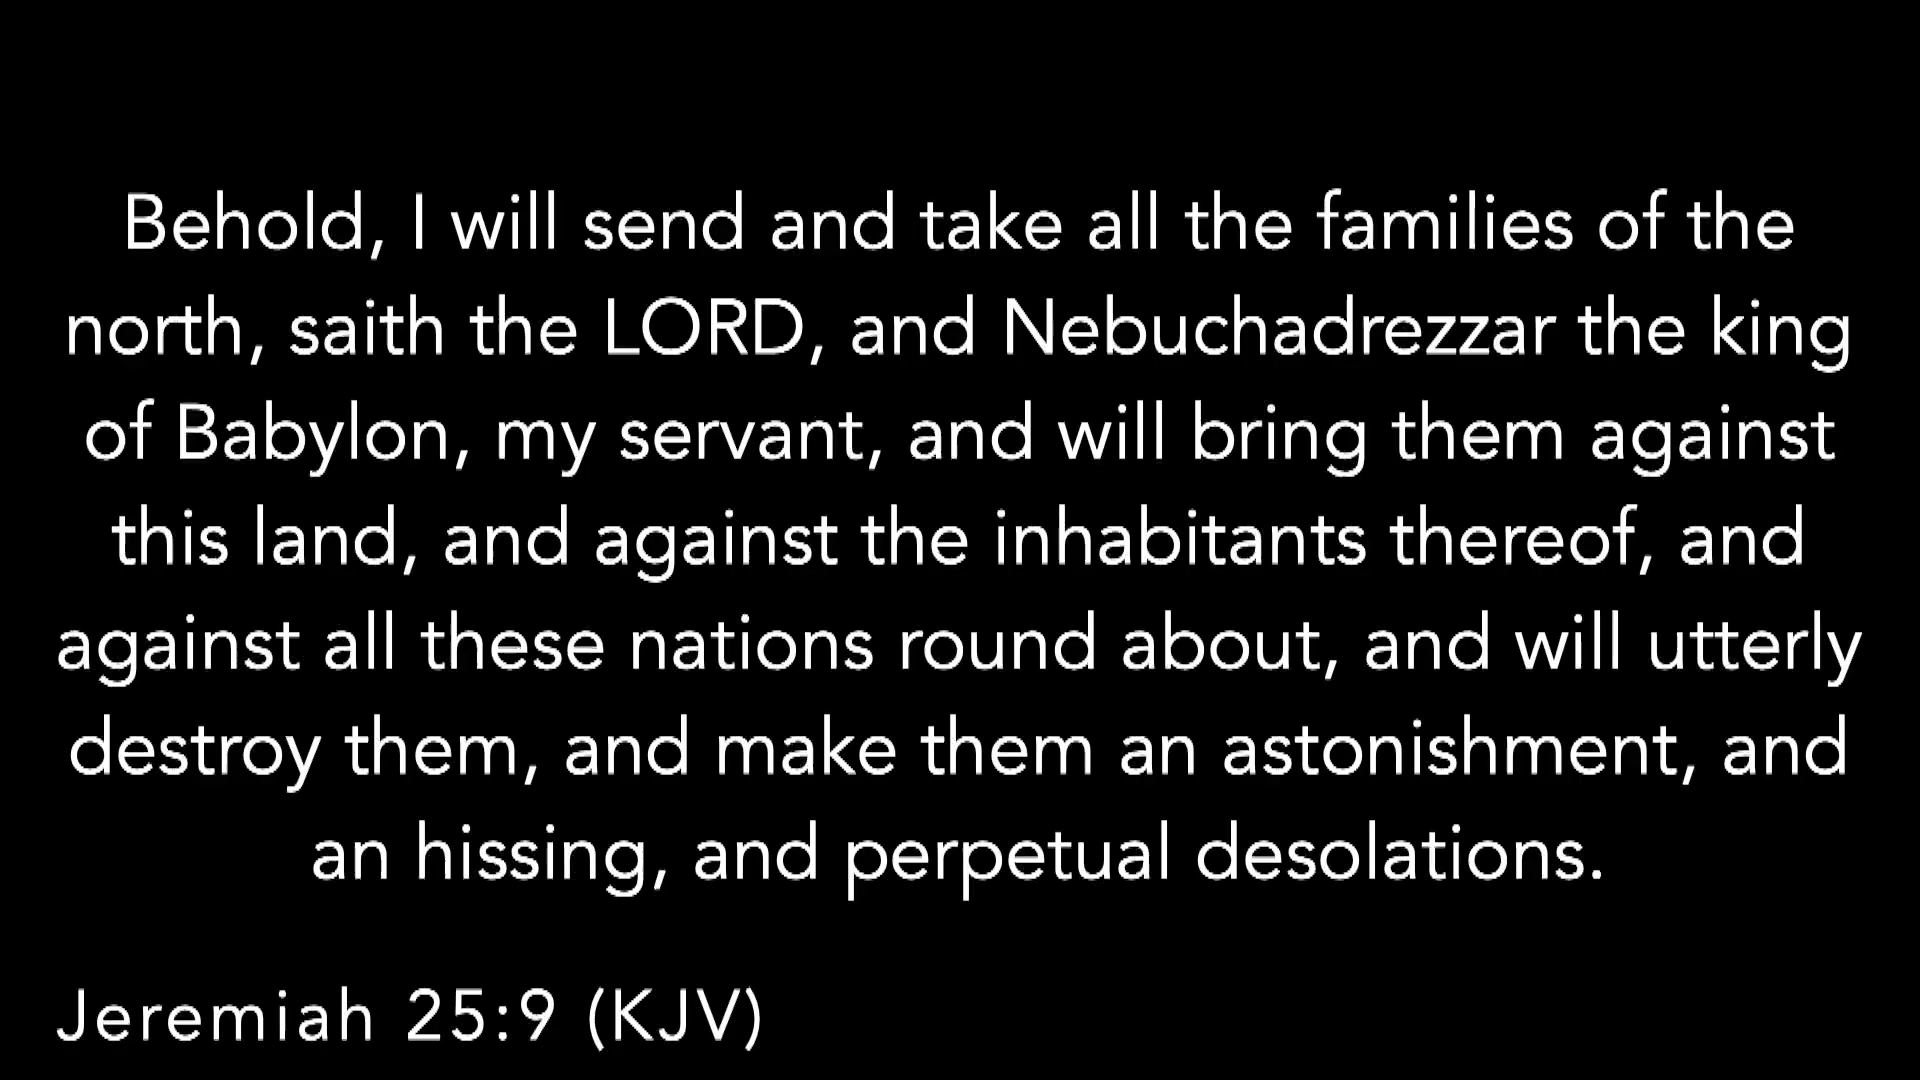 Behold, I will send and take all the families of the
north, saith the LORD, and Nebuchadrezzar the king
of Babylon, my servant, and will bring them against
this land, and against the inhabitants thereof, and
against all these nations round about, and will utterly
destroy them, and make them an astonishment, and
an hissing, and perpetual desolations.
Jeremiah 25:9 (KJV)